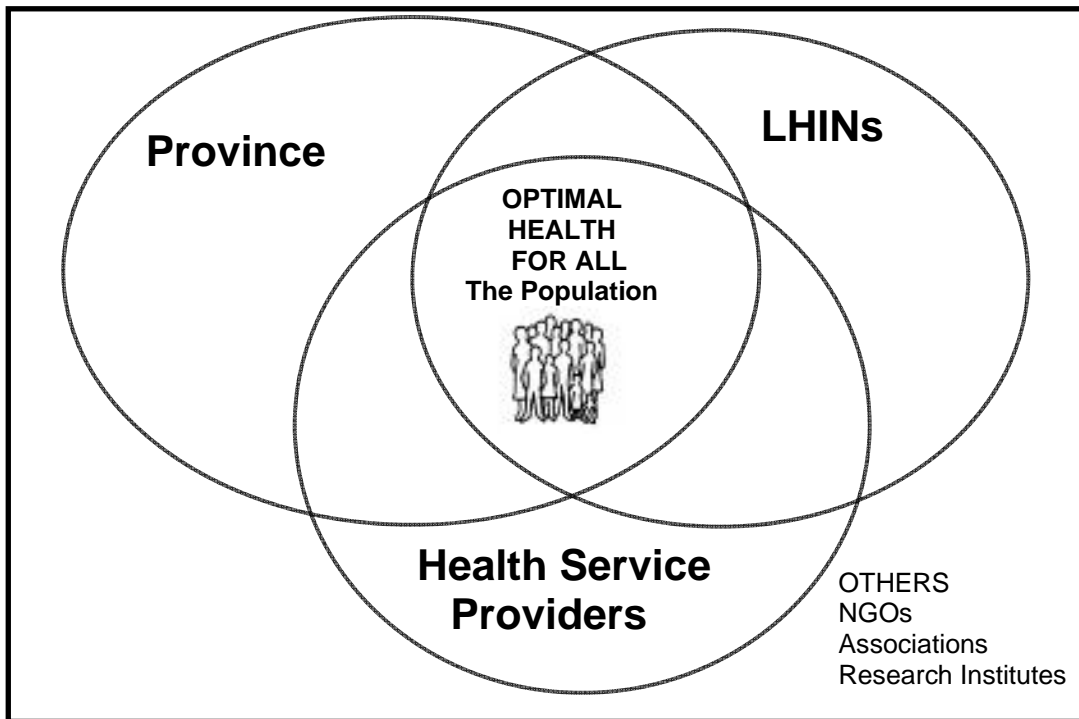 Province
LHINs
OPTIMAL
HEALTH
FOR ALL
The Population
Health Service
Providers
OTHERS
NGOs
Associations
Research Institutes